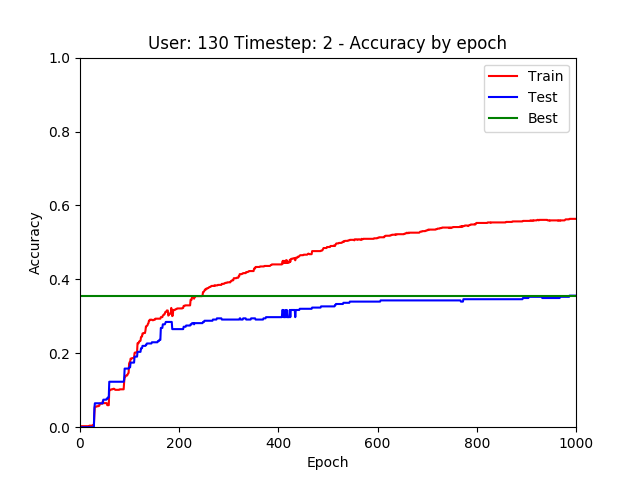 User: 130 Timestep: 2 - Accuracy by epoch
1.0
0.8
0.6
0.4
0.2
0.0
Accuracy
Train
Test
Best
0 200 400 600 800 1000
Epoch